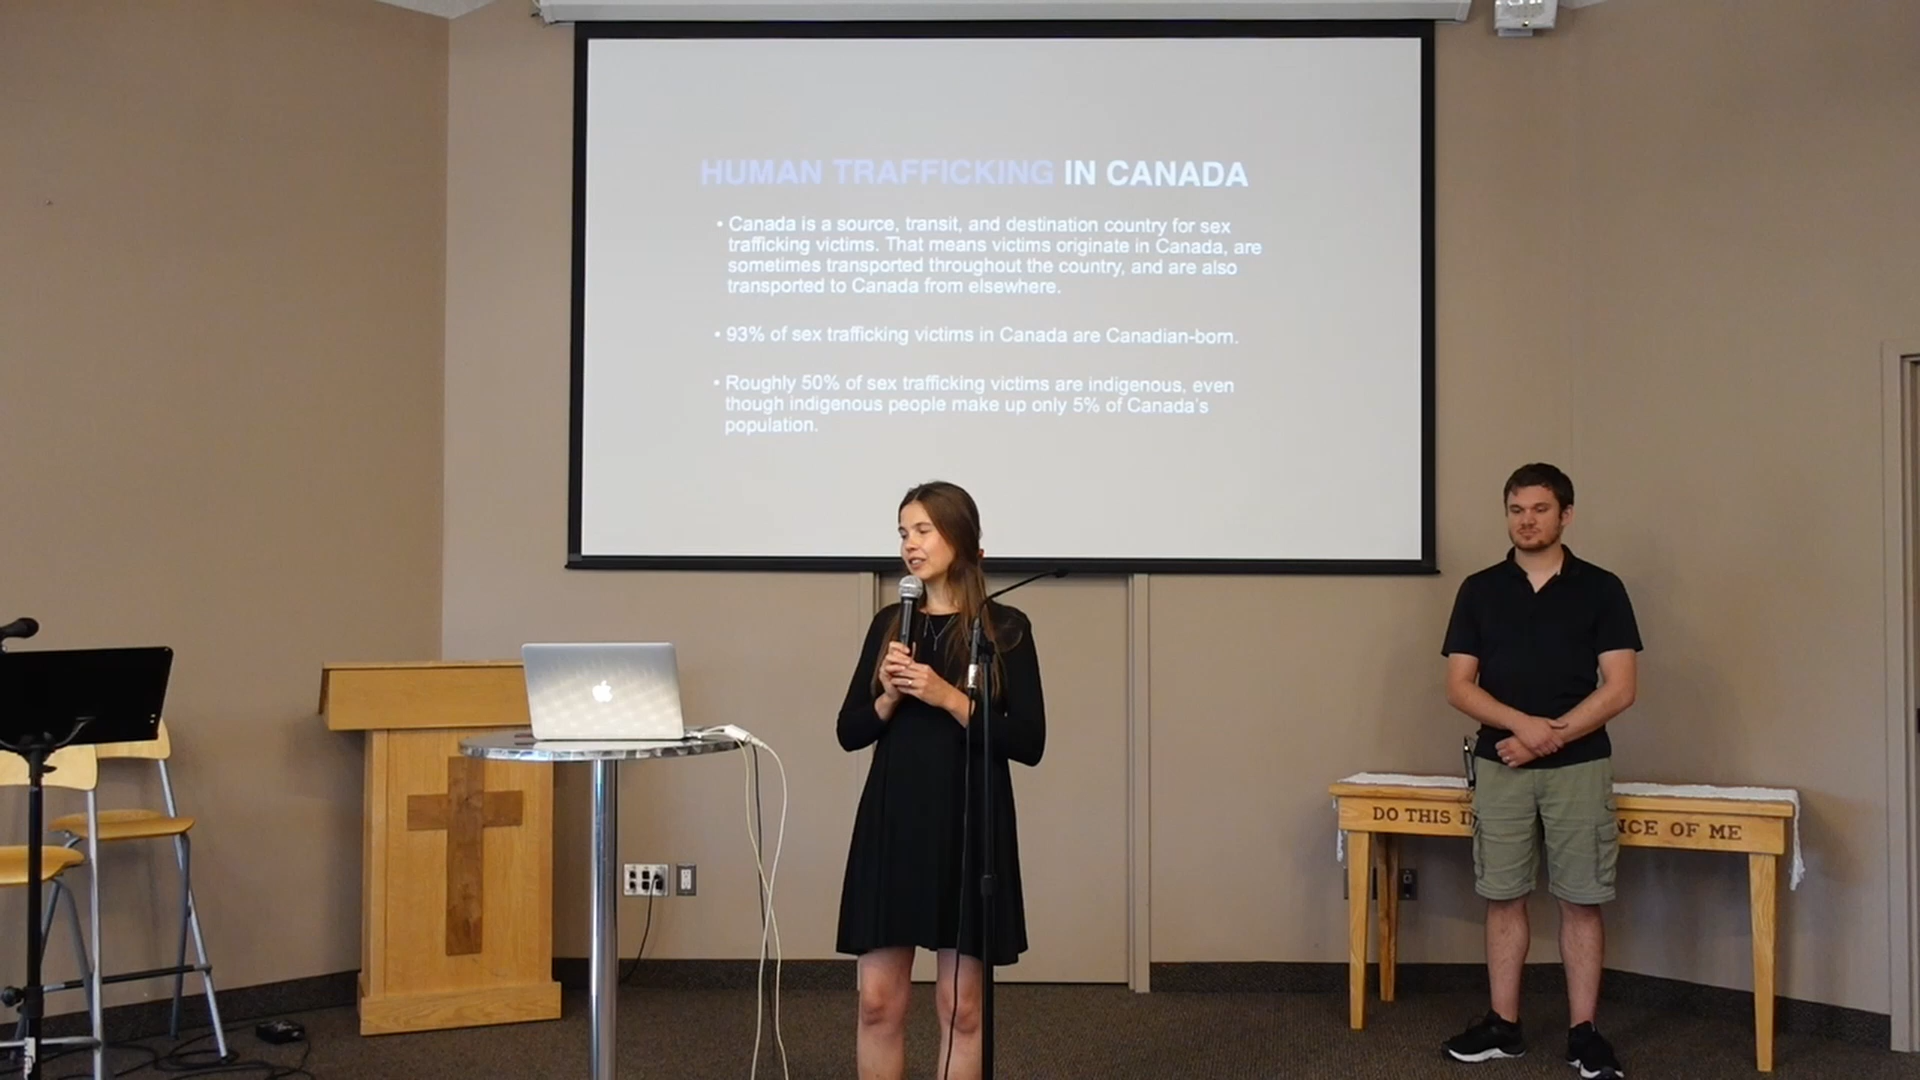 HUMAN TRAFFICKING IN CANADA
• Canada is a source, transit, and destination country for sex
trafficking victims. That means victims originate in Canada, are
sometimes transported throughout the country, and are also
transported to Canada from elsewhere.
• 93% of sex trafficking victims in Canada are Canadian-born.
• Roughly 50% of sex trafficking victims are indigenous, even
though indigenous people make up only 5% of Canada's
population.
DO THIS I NCE OF ME